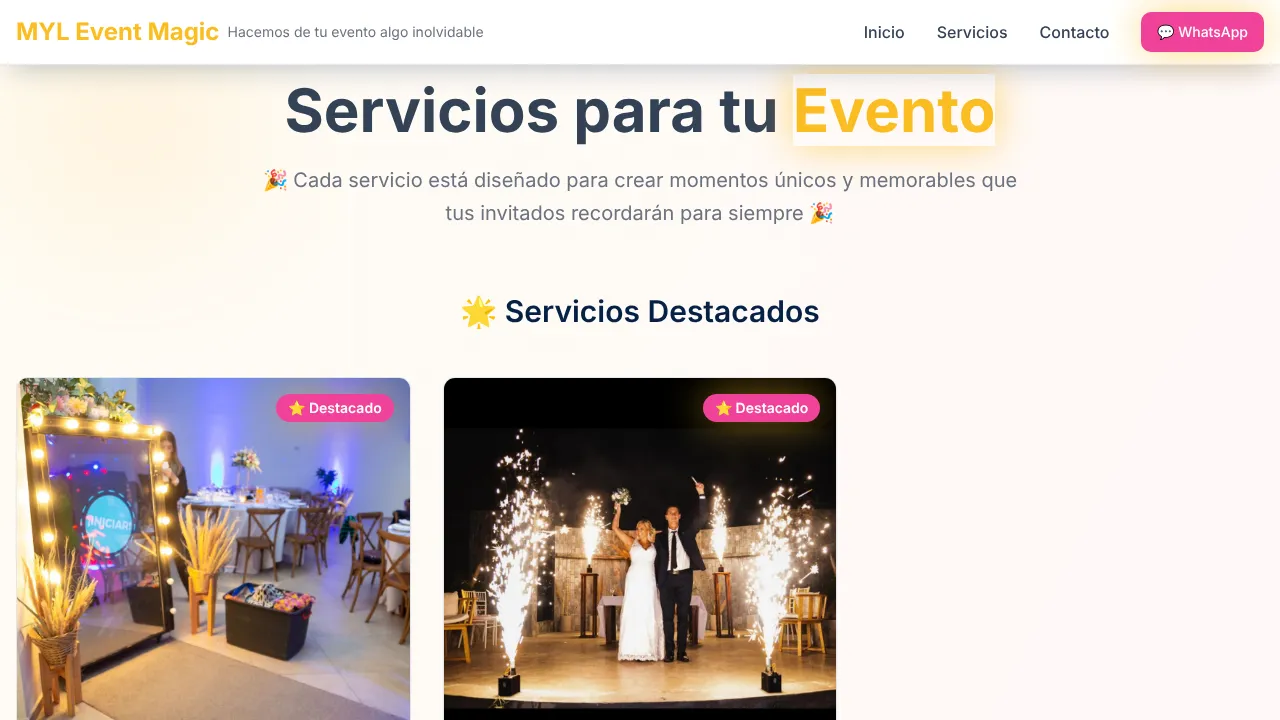 MYL Event Magic Hacemos de tu evento algo inolvidable
Inicio
Servicios
Contacto
💬 WhatsApp
Servicios para tu Evento
🎉 Cada servicio está diseñado para crear momentos únicos y memorables que
tus invitados recordarán para siempre 🎉
🌟 Servicios Destacados
⭐ Destacado
⭐ Destacado
INICIAR